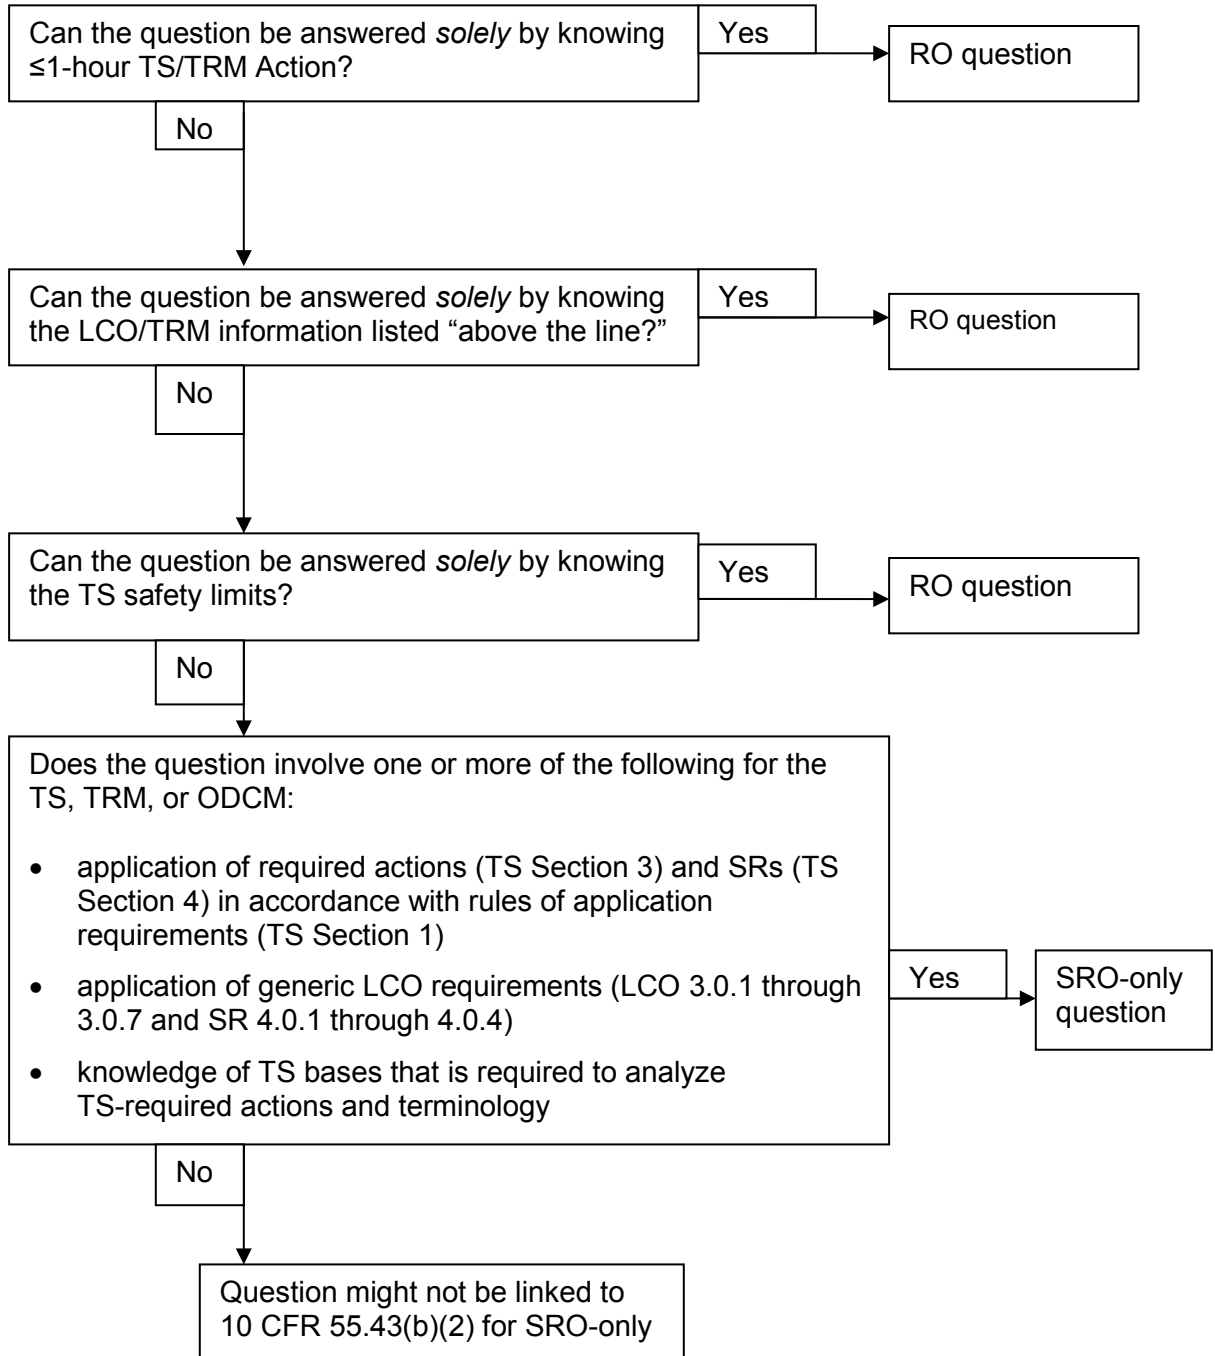 Can the question be answered solely by knowing
≤1-hour TS/TRM Action?
Yes
RO question
No
Can the question be answered solely by knowing
the LCO/TRM information listed “above the line?”
Yes
RO question
No
Can the question be answered solely by knowing
the TS safety limits?
Yes
RO question
No
Does the question involve one or more of the following for the
TS, TRM, or ODCM:
• application of required actions (TS Section 3) and SRs (TS
Section 4) in accordance with rules of application
requirements (TS Section 1)
• application of generic LCO requirements (LCO 3.0.1 through
3.0.7 and SR 4.0.1 through 4.0.4)
• knowledge of TS bases that is required to analyze
TS-required actions and terminology
Yes
SRO-only
question
No
Question might not be linked to
10 CFR 55.43(b)(2) for SRO-only